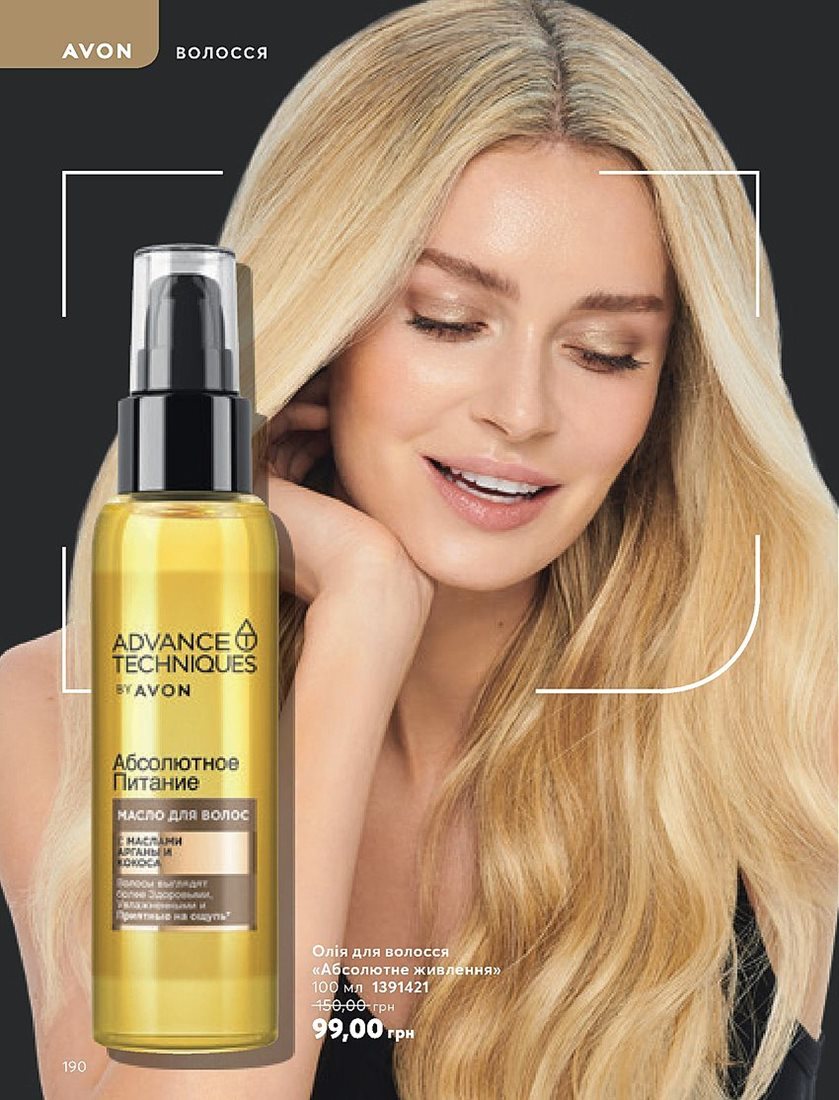 AVON ВОЛОССЯ
ADVANCE
TECHNIQUES
BY AVON
Абсолютное
Питание
МАСЛО ДЛЯ ВОЛОС
С МАСЛАМИ
АРГАНЫ И
КОКОСА
Волосы выглядят
более Здоровыми,
Увлажненными и
Приятные на ощупь*
Олія для волосся
«Абсолютне живлення»
100 мл 1391421
150,00 грн
99,00 грн
190